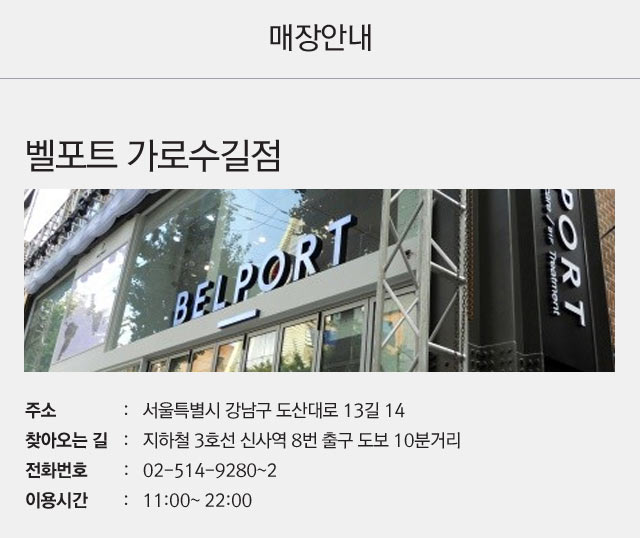 매장안내
벨포트 가로수길점
BELPORT
PORT
Treatment
주소 : 서울특별시 강남구 도산대로 13길 14
찾아오는 길 : 지하철 3호선 신사역 8번 출구 도보 10분거리
전화번호 : 02-514-9280~2
이용시간 : 11:00~ 22:00